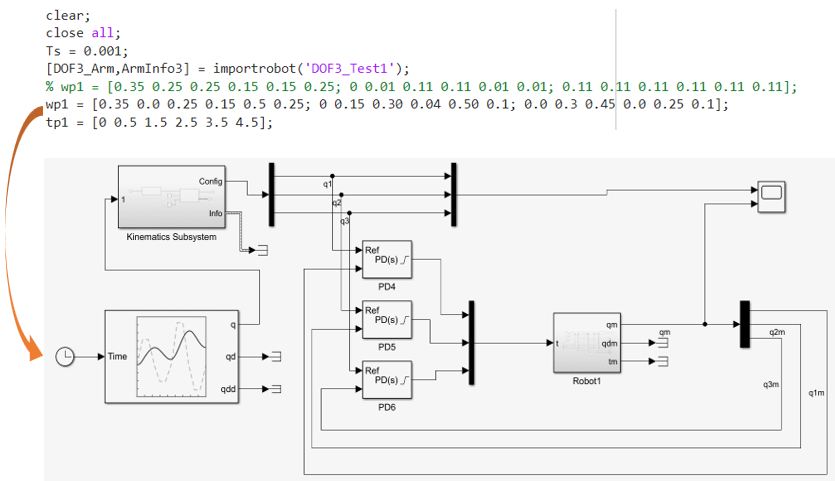 clear;
close all;
Ts = 0.001;
[DOF3_Arm,ArmInfo3] = importrobot('DOF3_Test1');
% wp1 = [0.35 0.25 0.25 0.15 0.15 0.25; 0 0.01 0.11 0.11 0.01 0.01; 0.11 0.11 0.11 0.11 0.11 0.11];
wp1 = [0.35 0.0 0.25 0.15 0.5 0.25; 0 0.15 0.30 0.04 0.50 0.1; 0.0 0.3 0.45 0.0 0.25 0.1];
tp1 = [0 0.5 1.5 2.5 3.5 4.5];
Config
1
Info
Kinematics Subsystem
q1
q2
q3
Ref
PD(s)
PD4
Ref
PD(s)
PD5
Ref
PD(s)
PD6
Time
q
qd
qdd
t
qm
qdm
tm
Robot1
qm
q2m
q3m
q1m